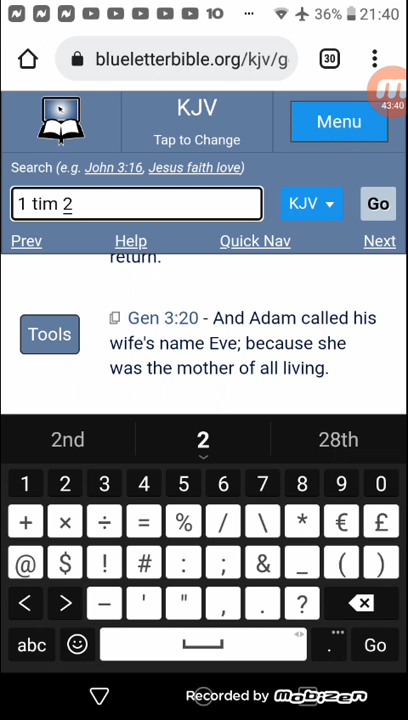 10 ... 36% 21:40
blueletterbible.org/kjv/g 30
43:40
KJV
Tap to Change
Menu
Search (e.g. John 3:16, Jesus faith love)
1 tim 2 KJV Go
Prev Help Quick Nav Next
return.
Tools
Gen 3:20 - And Adam called his
wife's name Eve; because she
was the mother of all living.
2nd 2 28th
1 2 3 4 5 6 7 8 9 0
+ × ÷ = % / \ * € £
@ $ ! # : ; & _ ( )
< > – ' " , . ?
abc . Go
Recorded by mobizen